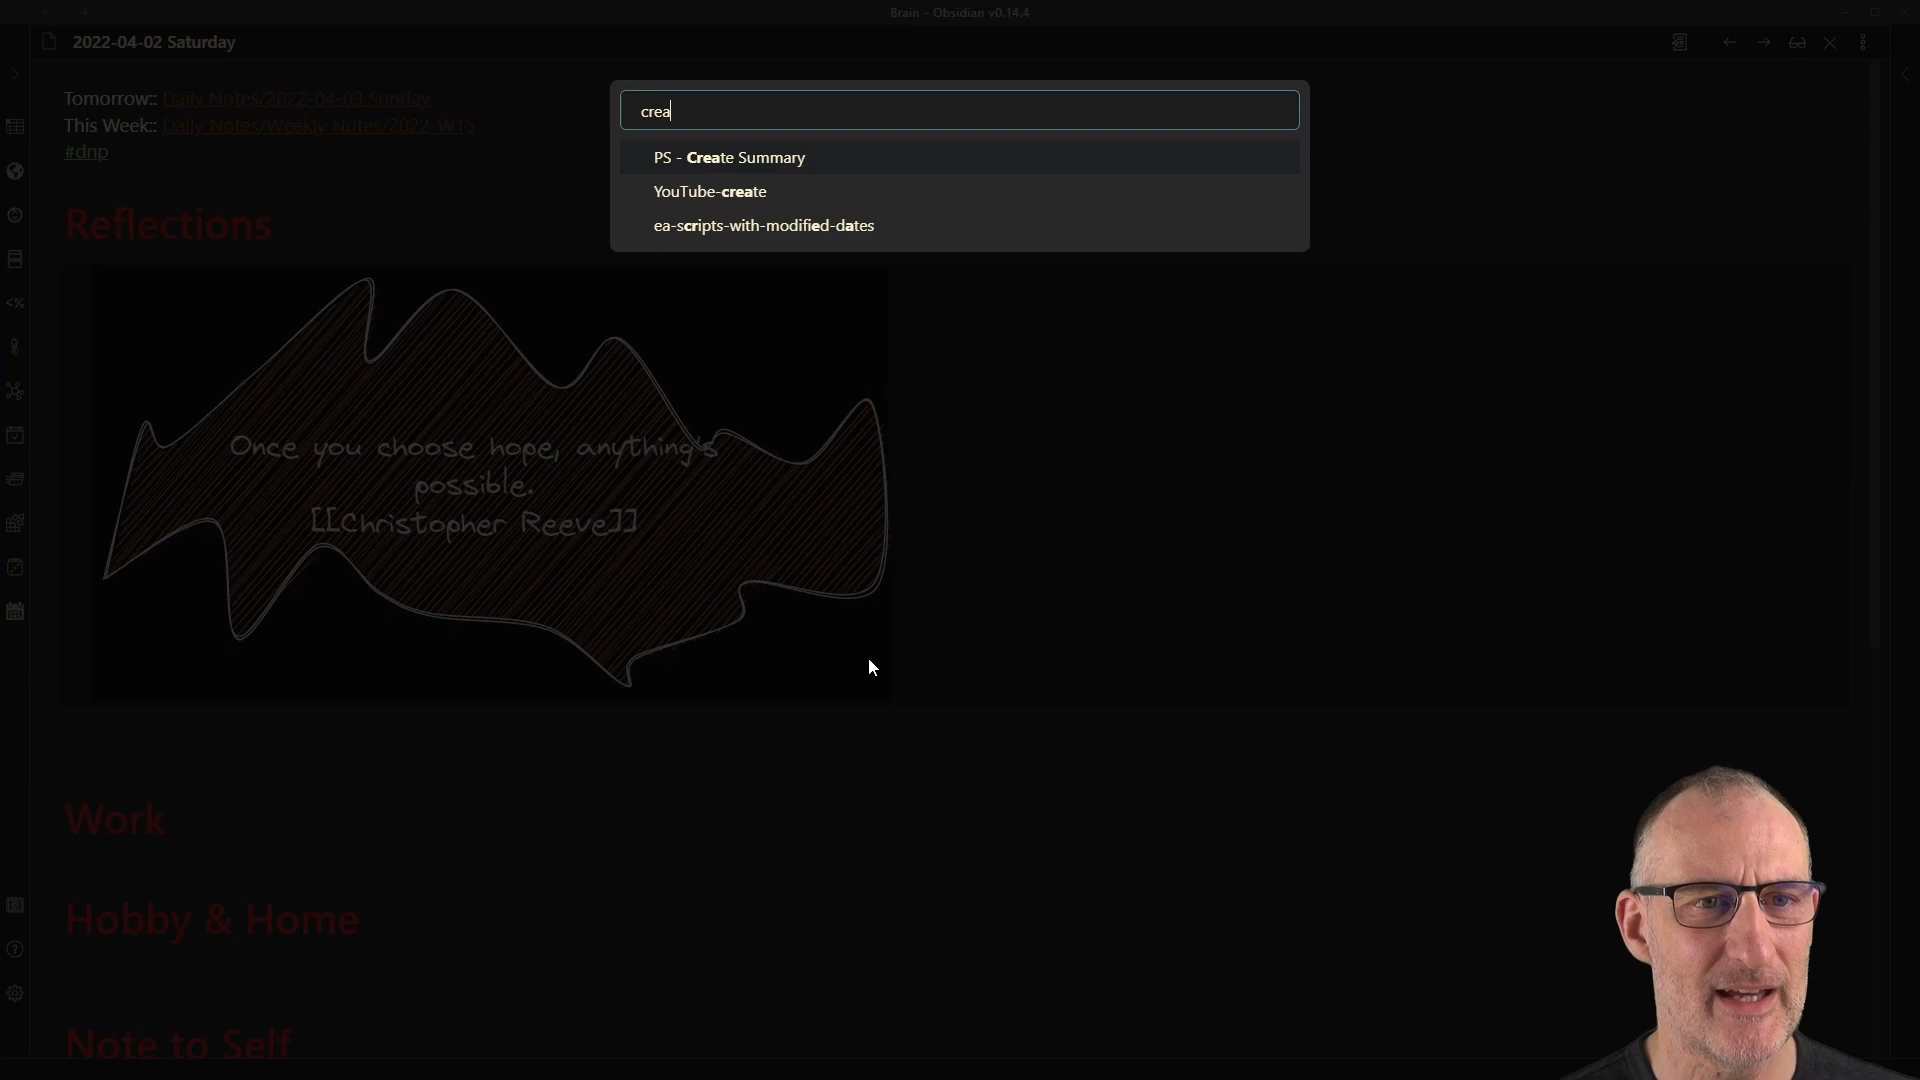 Brain - Obsidian v0.14.4
2022-04-02 Saturday
Tomorrow:: Daily Notes/2022-04-03 Sunday
This Week:: Daily Notes/Weekly Notes/2022-W15
#dnp
crea
PS - Create Summary
YouTube-create
ea-scripts-with-modified-dates
Reflections
Once you choose hope, anything's
possible.
[[Christopher Reeve]]
Work
Hobby & Home
Note to Self